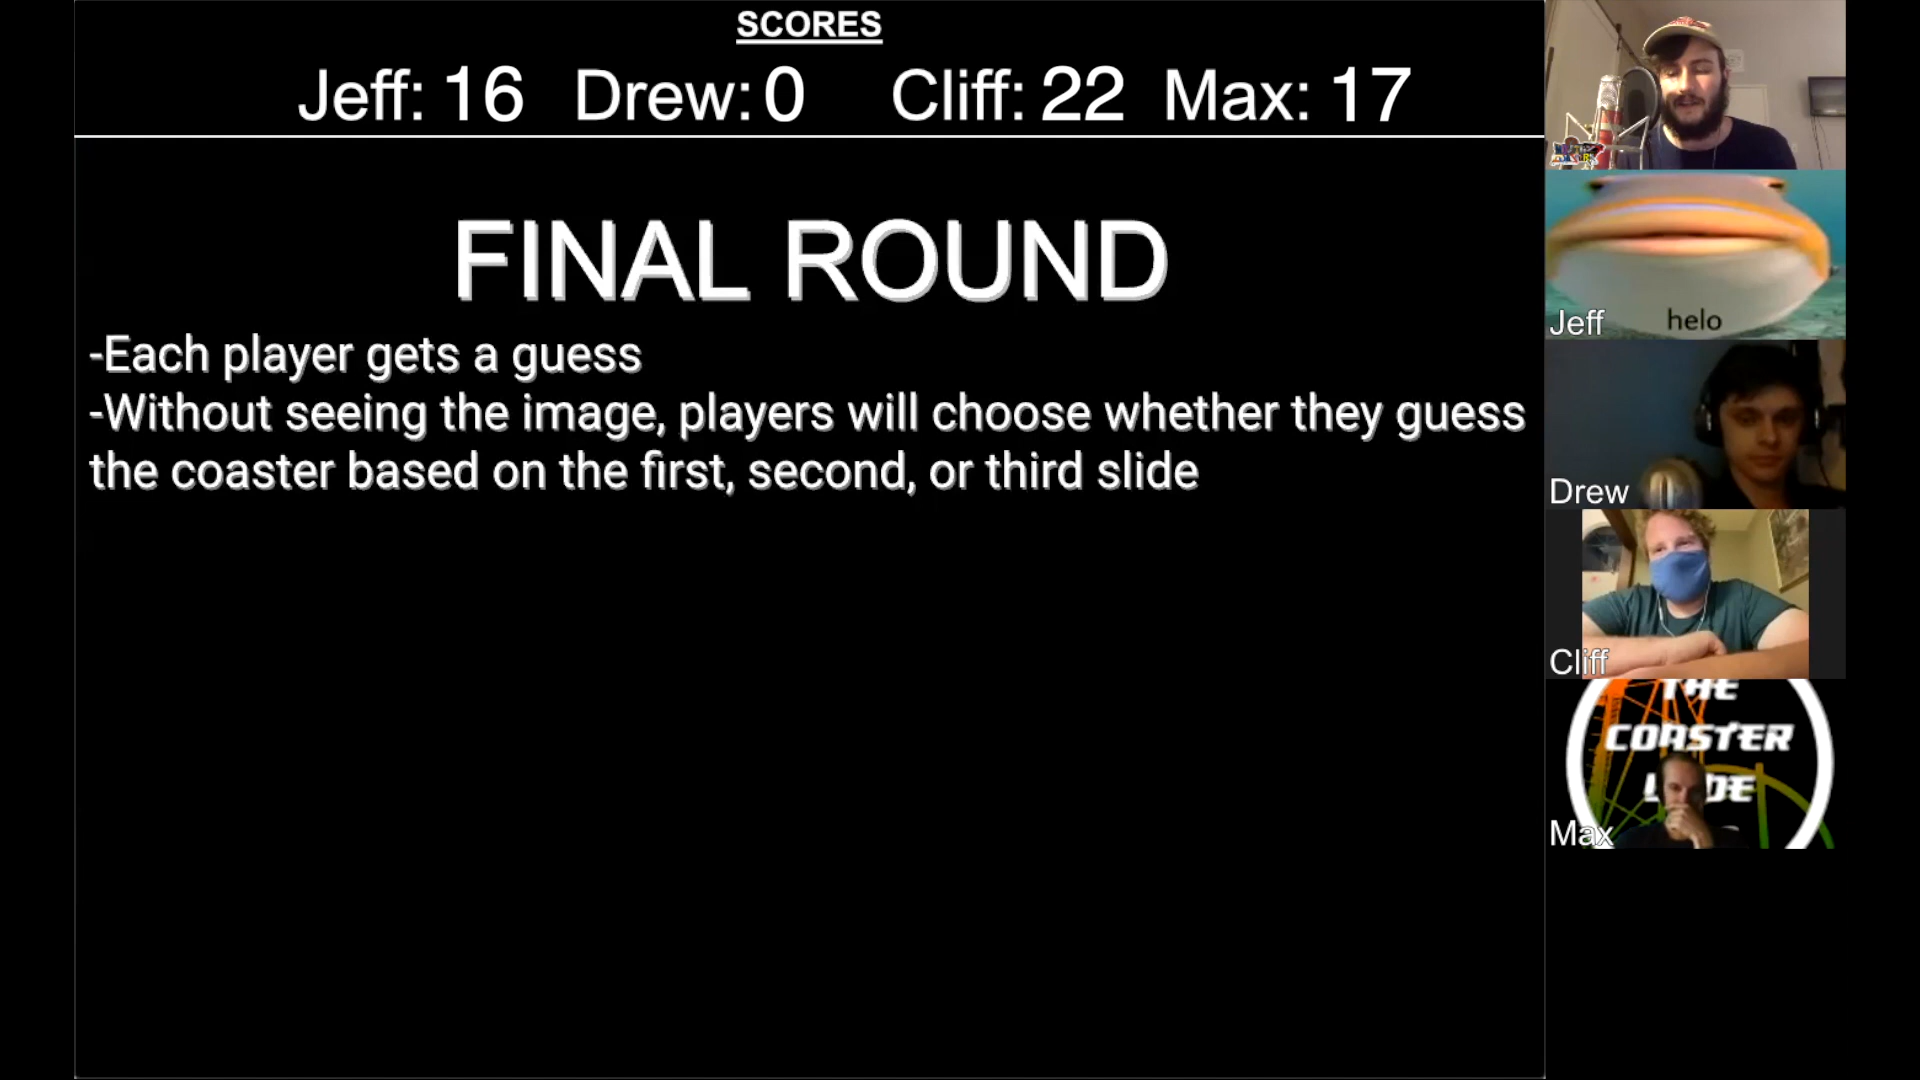 SCORES
Jeff: 16 Drew: 0 Cliff: 22 Max: 17
FINAL ROUND
-Each player gets a guess
-Without seeing the image, players will choose whether they guess
the coaster based on the first, second, or third slide
helo
Jeff
Drew
Cliff
THE
COASTER
Max